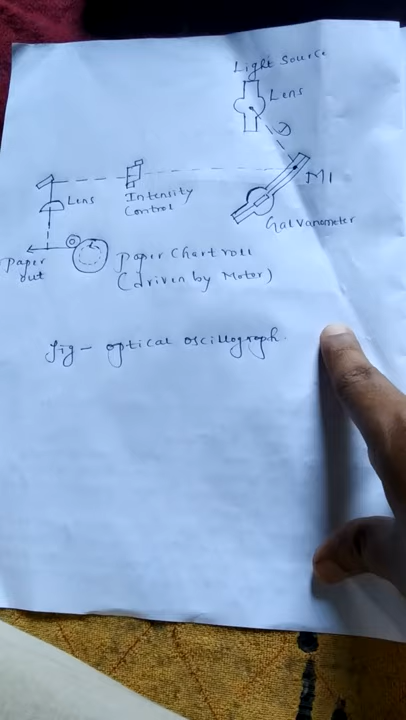 Light Source
Lens
M1
Galvanometer
Intensity
Control
Lens
Paper
out
Paper Chart roll
(driven by Motor)
fig- optical oscillograph